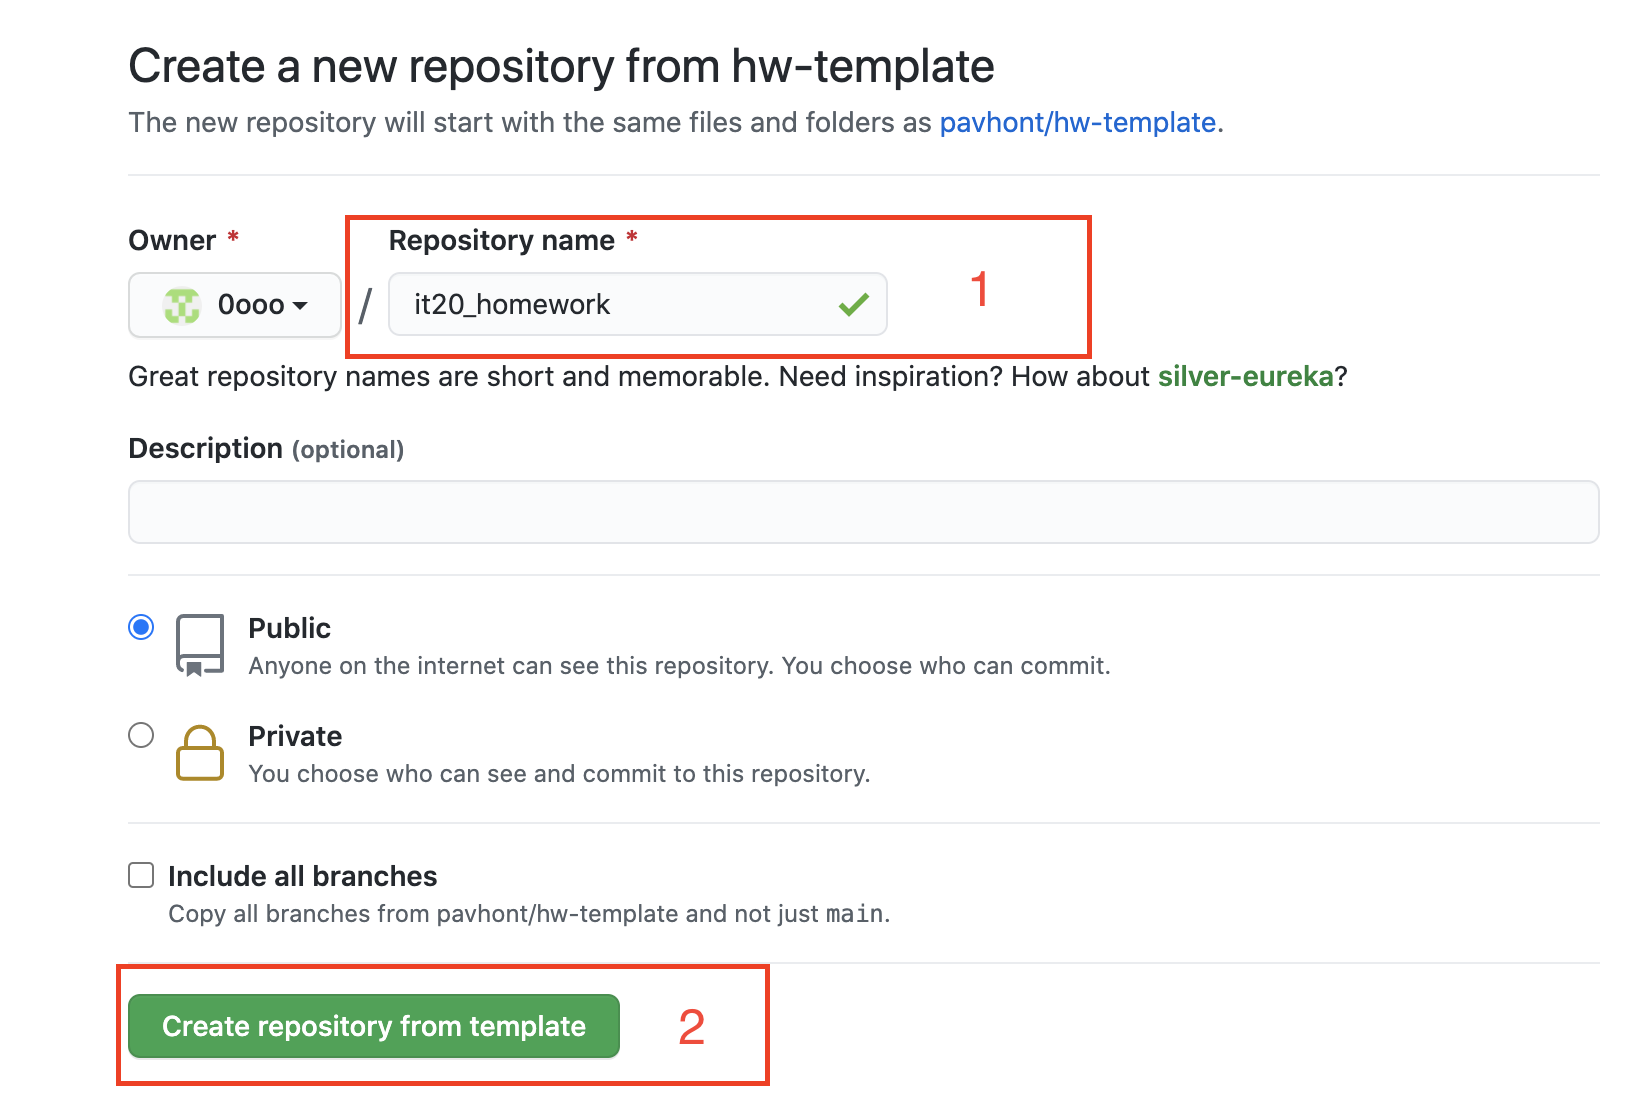 Create a new repository from hw-template
The new repository will start with the same files and folders as pavhont/hw-template.
Owner *
Repository name *
0ooo
/
it20_homework
1
Great repository names are short and memorable. Need inspiration? How about silver-eureka?
Description (optional)
Public
Anyone on the internet can see this repository. You choose who can commit.
Private
You choose who can see and commit to this repository.
Include all branches
Copy all branches from pavhont/hw-template and not just main.
Create repository from template
2